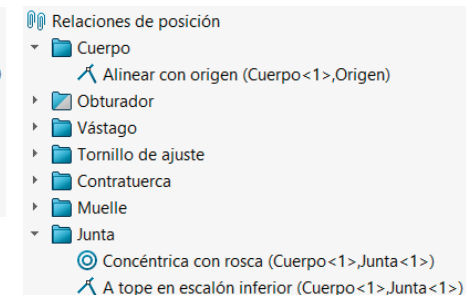 Relaciones de posición
Cuerpo
Alinear con origen (Cuerpo<1>,Origen)
Obturador
Vástago
Tornillo de ajuste
Contratuerca
Muelle
Junta
Concéntrica con rosca (Cuerpo<1>,Junta<1>)
A tope en escalón inferior (Cuerpo<1>,Junta<1>)